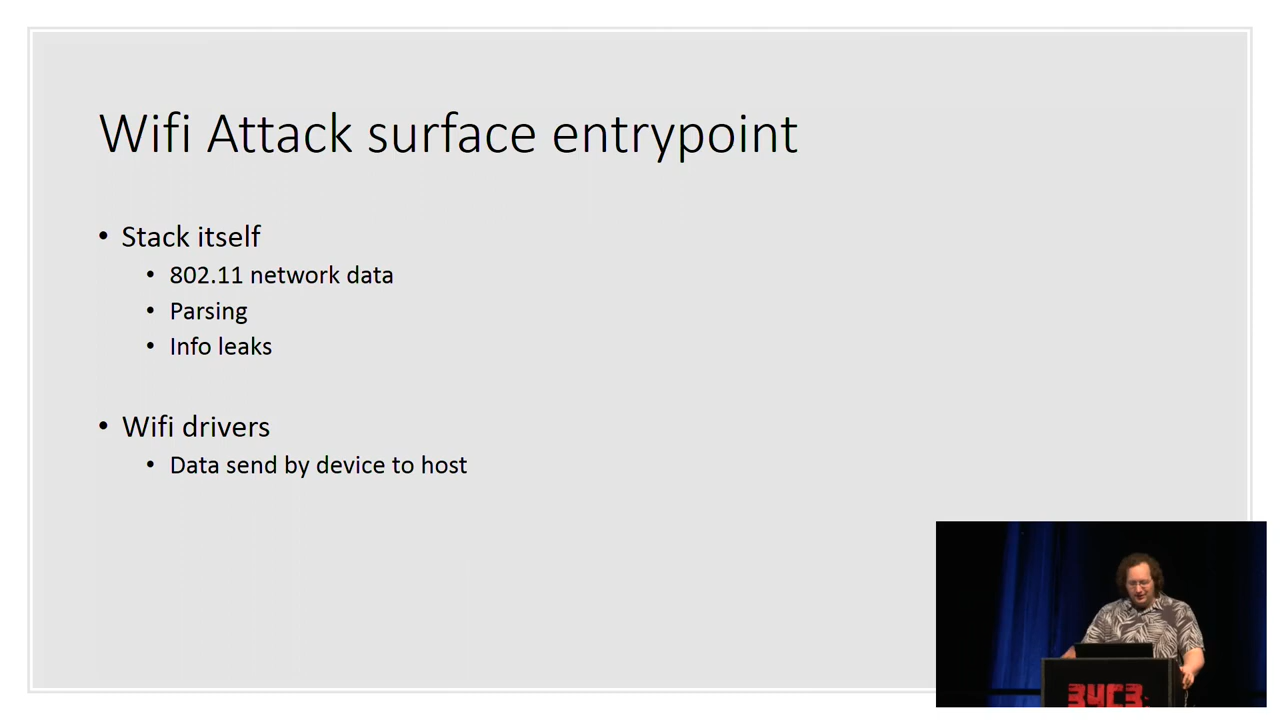 Wifi Attack surface entrypoint
• Stack itself
• 802.11 network data
• Parsing
• Info leaks
• Wifi drivers
• Data send by device to host
34C3